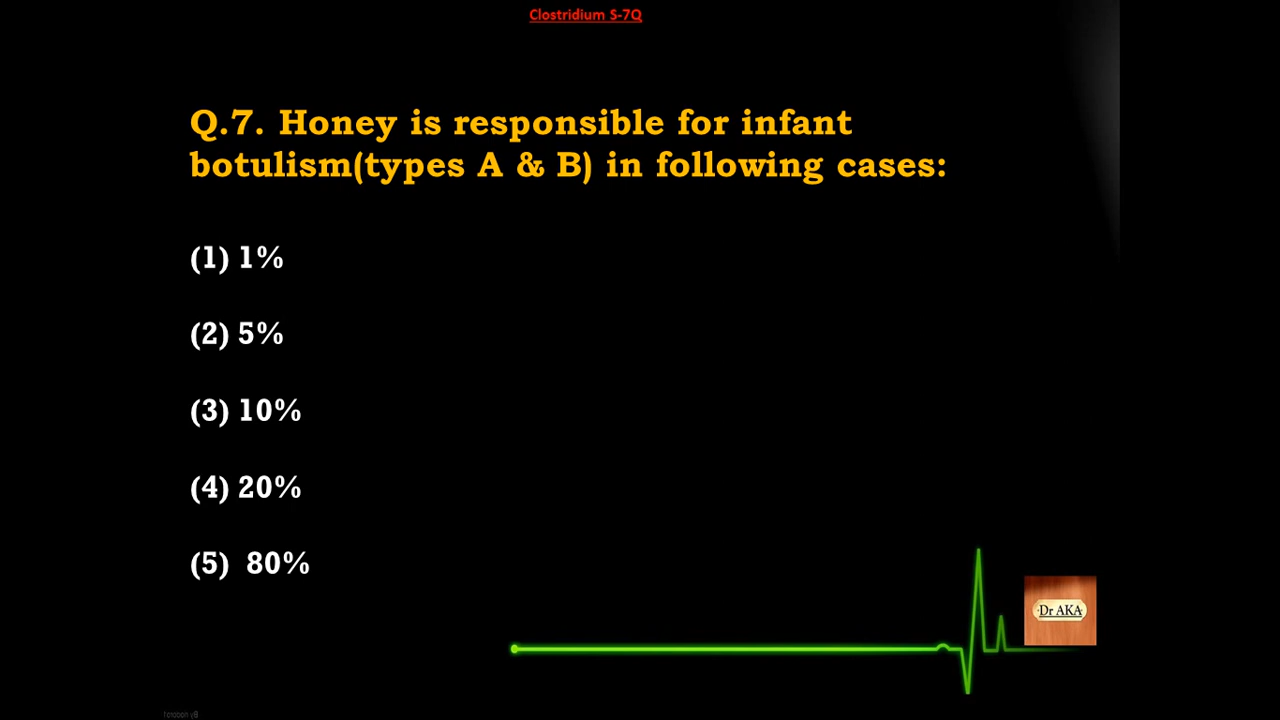 Clostridium S-7Q
Q.7. Honey is responsible for infant
botulism(types A & B) in following cases:
(1) 1%
(2) 5%
(3) 10%
(4) 20%
(5) 80%
Dr AKA